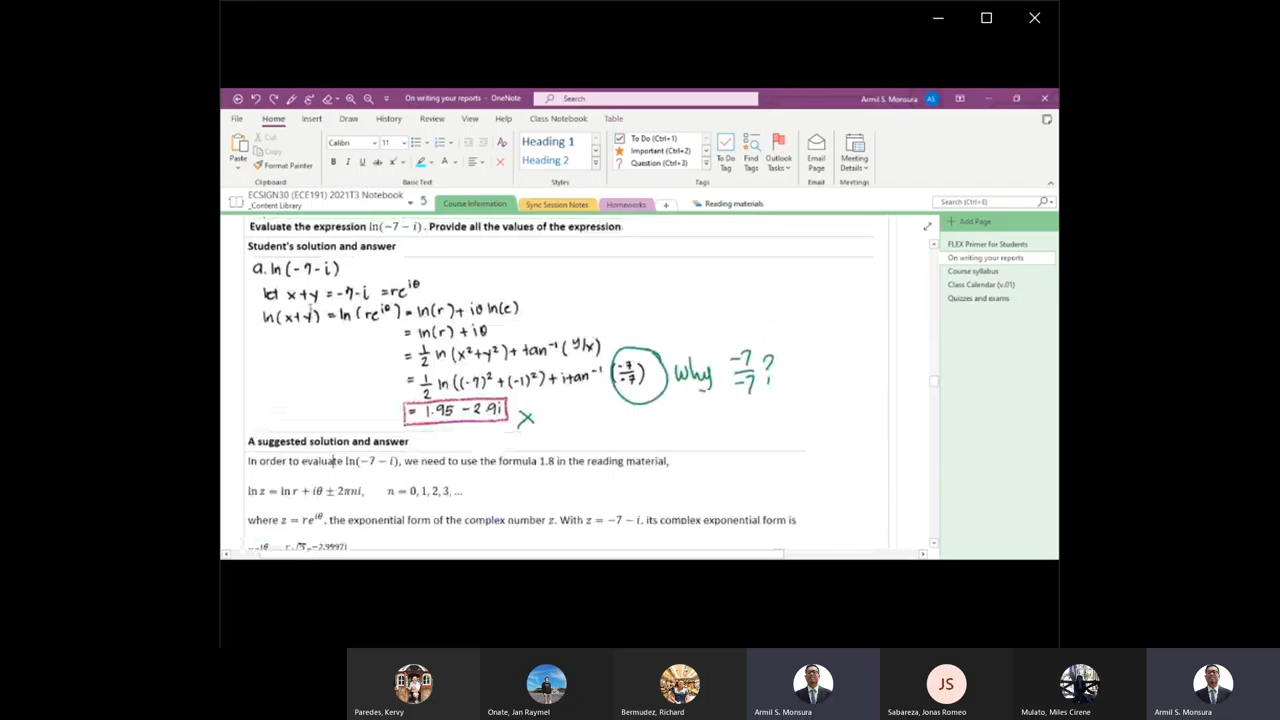 On writing your reports - OneNote
Search
Armil S. Monsura
AS
File Home Insert Draw History Review View Help Class Notebook Table
Paste
Cut
Copy
Format Painter
Clipboard
Calibri 11
B I U ab
Basic Text
Heading 1
Heading 2
Styles
To Do (Ctrl+1)
Important (Ctrl+2)
Question (Ctrl+3)
Tags
To Do Tag
Find Tags
Outlook Tasks
Email Page
Email
Meeting Details
Meetings
ECSIGN30 (ECE191) 2021T3 Notebook
_Content Library
Course Information
Sync Session Notes
Homeworks
+
Reading materials
Search (Ctrl+E)
Add Page
FLEX Primer for Students
On writing your reports
Course syllabus
Class Calendar (v.01)
Quizzes and exams
Evaluate the expression ln(−7 − i). Provide all the values of the expression
Student's solution and answer
a. ln(-7-i)
let x+y = -7-i = re^iθ
ln(x+y) = ln(re^iθ) = ln(r) + iθ ln(e)
= ln(r) + iθ
= 1/2 ln(x²+y²) + tan⁻¹(y/x)
= 1/2 ln((-7)²+(-1)²) + i tan⁻¹(-7/-7) why -7/-7?
= 1.95 - 2.9i ×
A suggested solution and answer
In order to evaluate ln(−7 − i), we need to use the formula 1.8 in the reading material,
ln z = ln r + iθ ± 2πni, n = 0, 1, 2, 3, ...
where z = re^iθ, the exponential form of the complex number z. With z = −7 − i, its complex exponential form is
Paredes, Kervy
Onate, Jan Raymel
Bermudez, Richard
Armil S. Monsura
JS
Sabareza, Jonas Romeo
Mulato, Miles Cirene
Armil S. Monsura